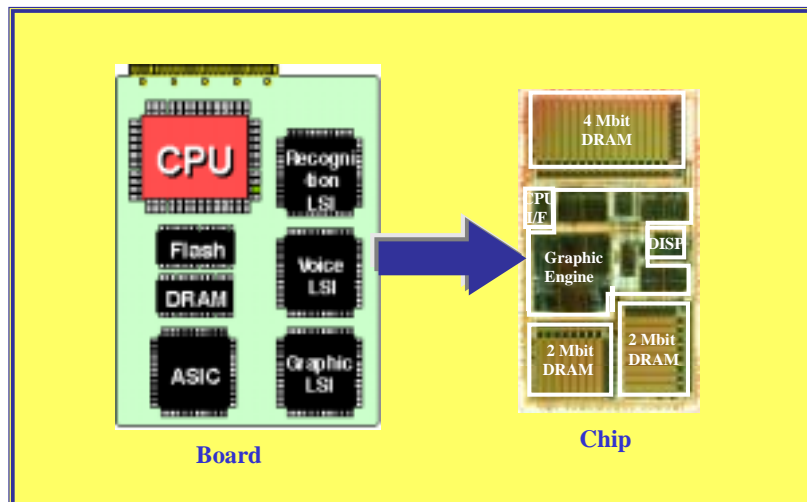 CPU
Recogni
tion
LSI
Flash
DRAM
Voice
LSI
ASIC
Graphic
LSI
Board
4 Mbit
DRAM
CPU
I/F
DISP
Graphic
Engine
2 Mbit
DRAM
2 Mbit
DRAM
Chip